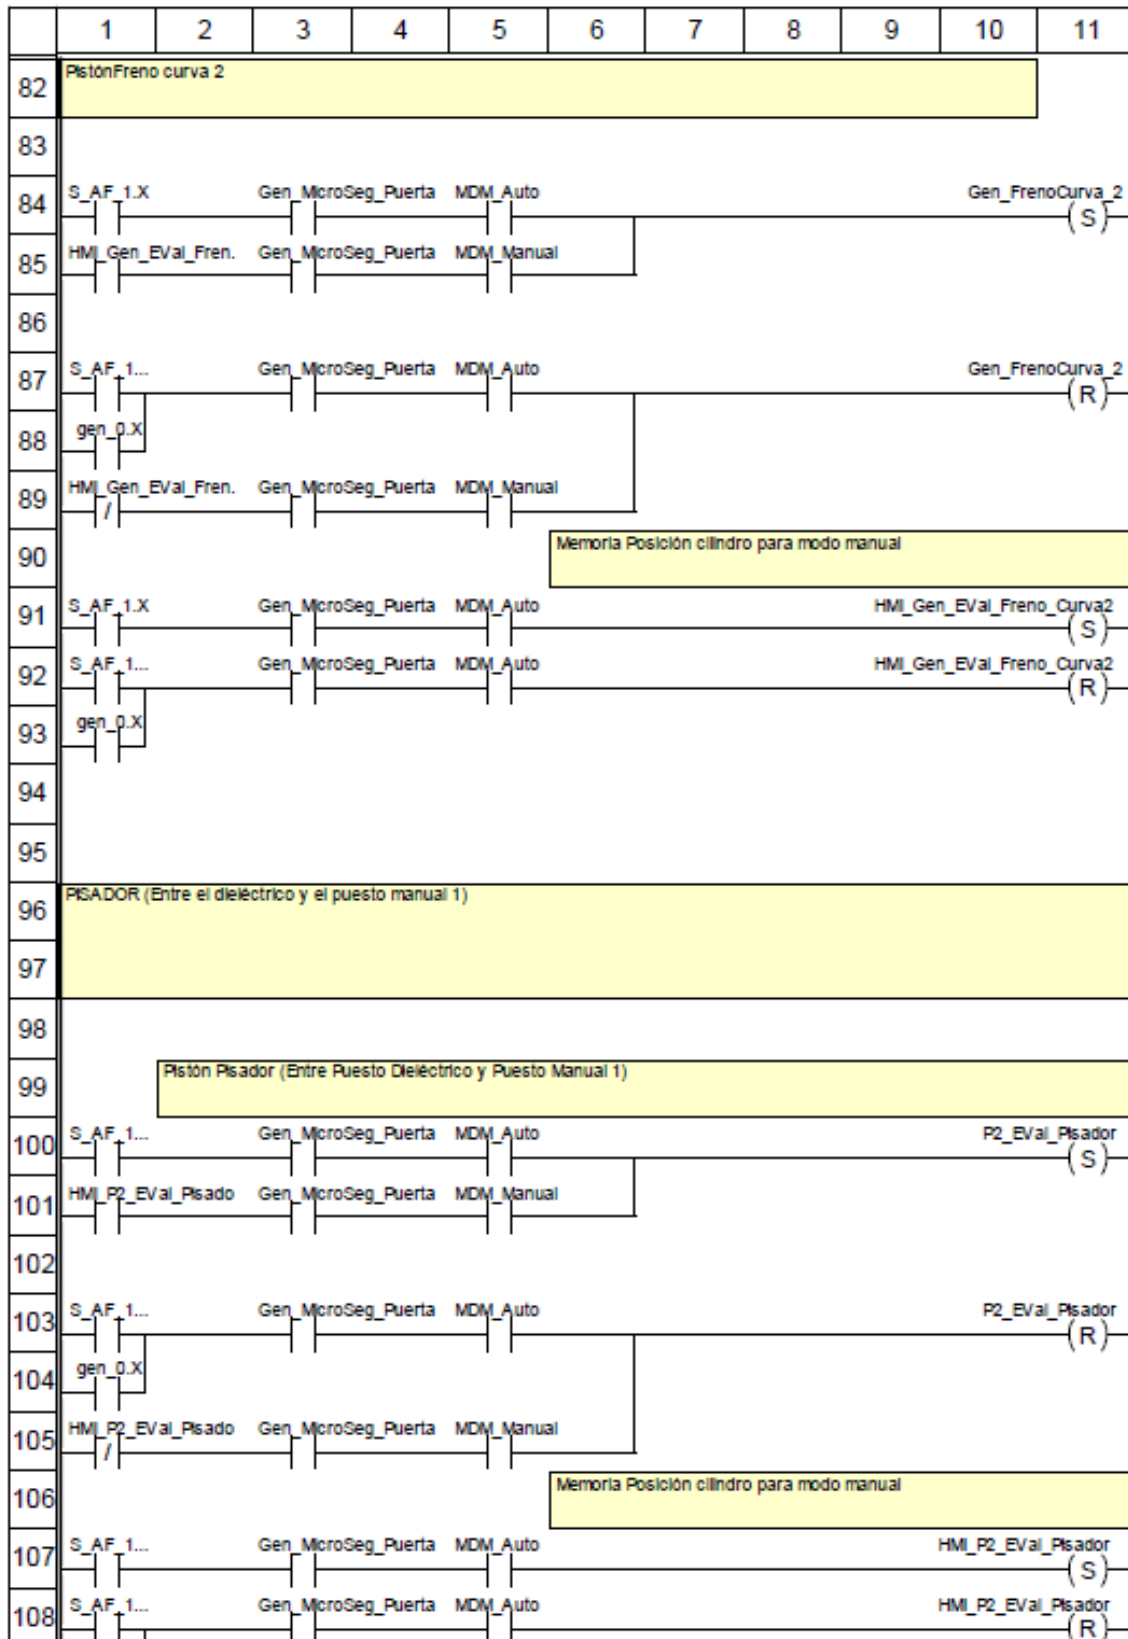 1 2 3 4 5 6 7 8 9 10 11
82 PistónFreno curva 2
83
84 S_AF_1.X Gen_MicroSeg_Puerta MDM_Auto Gen_FrenoCurva_2
(S)
85 HMI_Gen_EVal_Fren. Gen_MicroSeg_Puerta MDM_Manual
86
87 S_AF_1... Gen_MicroSeg_Puerta MDM_Auto Gen_FrenoCurva_2
(R)
88 gen_0.X
89 HMI_Gen_EVal_Fren. Gen_MicroSeg_Puerta MDM_Manual
/
90 Memoria Posición cilindro para modo manual
91 S_AF_1.X Gen_MicroSeg_Puerta MDM_Auto HMI_Gen_EVal_Freno_Curva2
(S)
92 S_AF_1... Gen_MicroSeg_Puerta MDM_Auto HMI_Gen_EVal_Freno_Curva2
(R)
93 gen_0.X
94
95
96 PISADOR (Entre el dieléctrico y el puesto manual 1)
97
98
99 Pistón Pisador (Entre Puesto Dieléctrico y Puesto Manual 1)
100 S_AF_1... Gen_MicroSeg_Puerta MDM_Auto P2_EVal_Pisador
(S)
101 HMI_P2_EVal_Pisado Gen_MicroSeg_Puerta MDM_Manual
102
103 S_AF_1... Gen_MicroSeg_Puerta MDM_Auto P2_EVal_Pisador
(R)
104 gen_0.X
105 HMI_P2_EVal_Pisado Gen_MicroSeg_Puerta MDM_Manual
/
106 Memoria Posición cilindro para modo manual
107 S_AF_1... Gen_MicroSeg_Puerta MDM_Auto HMI_P2_EVal_Pisador
(S)
108 S_AF_1... Gen_MicroSeg_Puerta MDM_Auto HMI_P2_EVal_Pisador
(R)